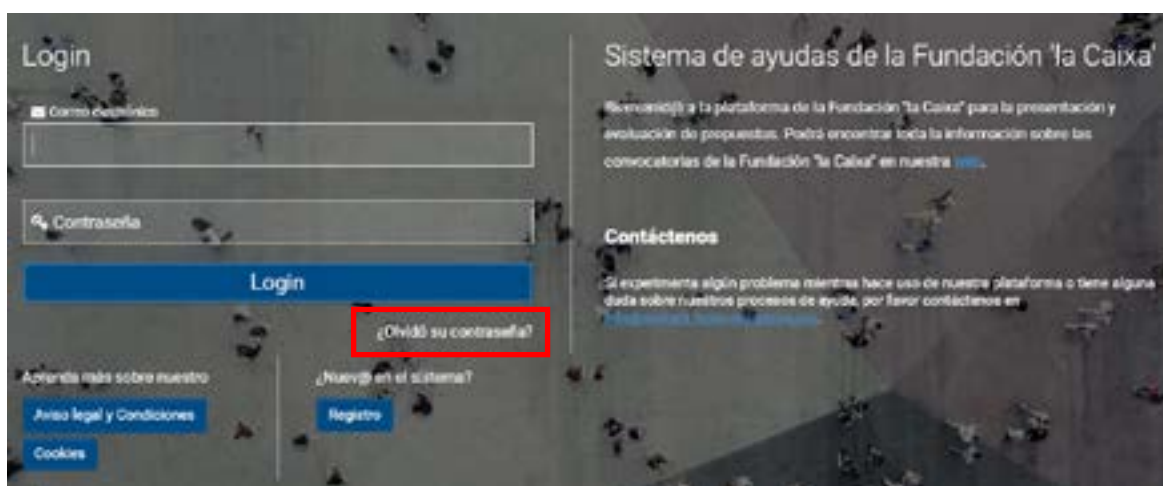 Login
Correo electrónico
Contraseña
Login
¿Olvidó su contraseña?
Aprenda más sobre nuestro
Aviso legal y Condiciones
Cookies
¿Nuev@ en el sistema?
Registro
Sistema de ayudas de la Fundación 'la Caixa'
Bienvenid@ a la plataforma de la Fundación "la Caixa" para la presentación y
evaluación de propuestas. Podrá encontrar toda la información sobre las
convocatorias de la Fundación "la Caixa" en nuestra web.
Contáctenos
Si experimenta algún problema mientras hace uso de nuestra plataforma o tiene alguna
duda sobre nuestros procesos de ayuda, por favor contáctenos en